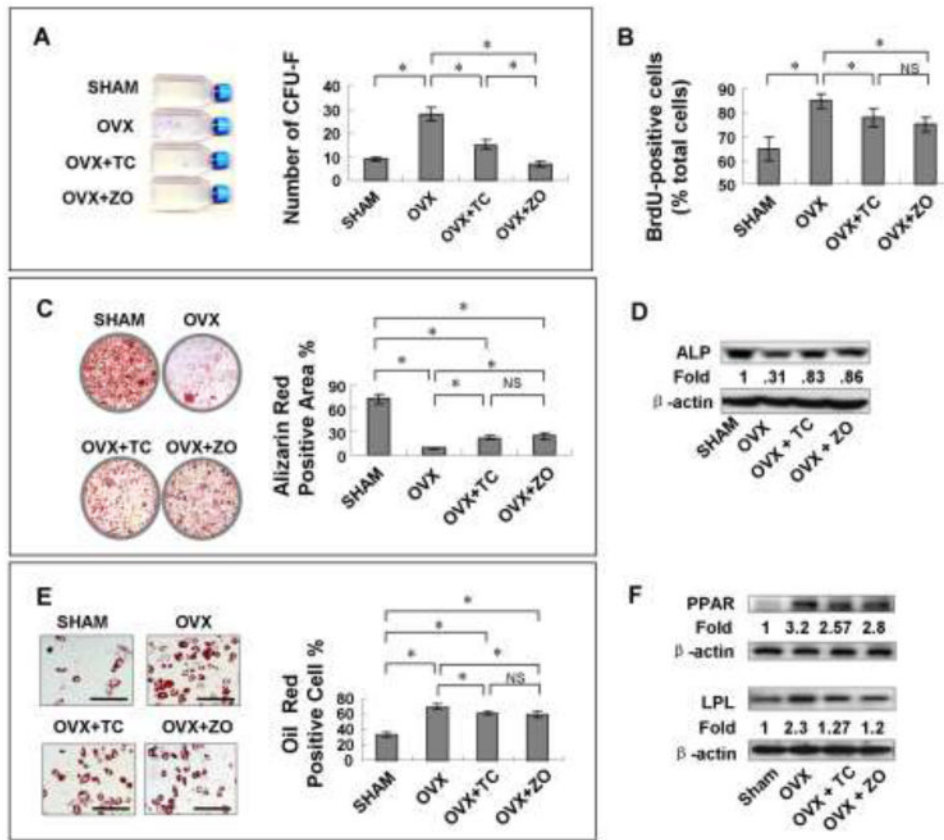 A
SHAM
OVX
OVX+TC
OVX+ZO
Number of CFU-F
40
30
20
10
0
* * *
*
SHAM OVX OVX+TC OVX+ZO
B
BrdU-positive cells
(% total cells)
90
80
70
60
50
*
* * NS
SHAM OVX OVX+TC OVX+ZO
C
SHAM OVX
OVX+TC OVX+ZO
Alizarin Red
Positive Area %
90
60
30
0
*
*
* *
* NS
SHAM OVX OVX+TC OVX+ZO
D
ALP
Fold 1 .31 .83 .86
β-actin
SHAM OVX OVX + TC OVX + ZO
E
SHAM OVX
OVX+TC OVX+ZO
Oil Red
Positive Cell %
80
60
40
20
0
*
*
* *
* NS
SHAM OVX OVX+TC OVX+ZO
F
PPAR
Fold 1 3.2 2.57 2.8
β-actin
LPL
Fold 1 2.3 1.27 1.2
β-actin
Sham OVX OVX + TC OVX + ZO